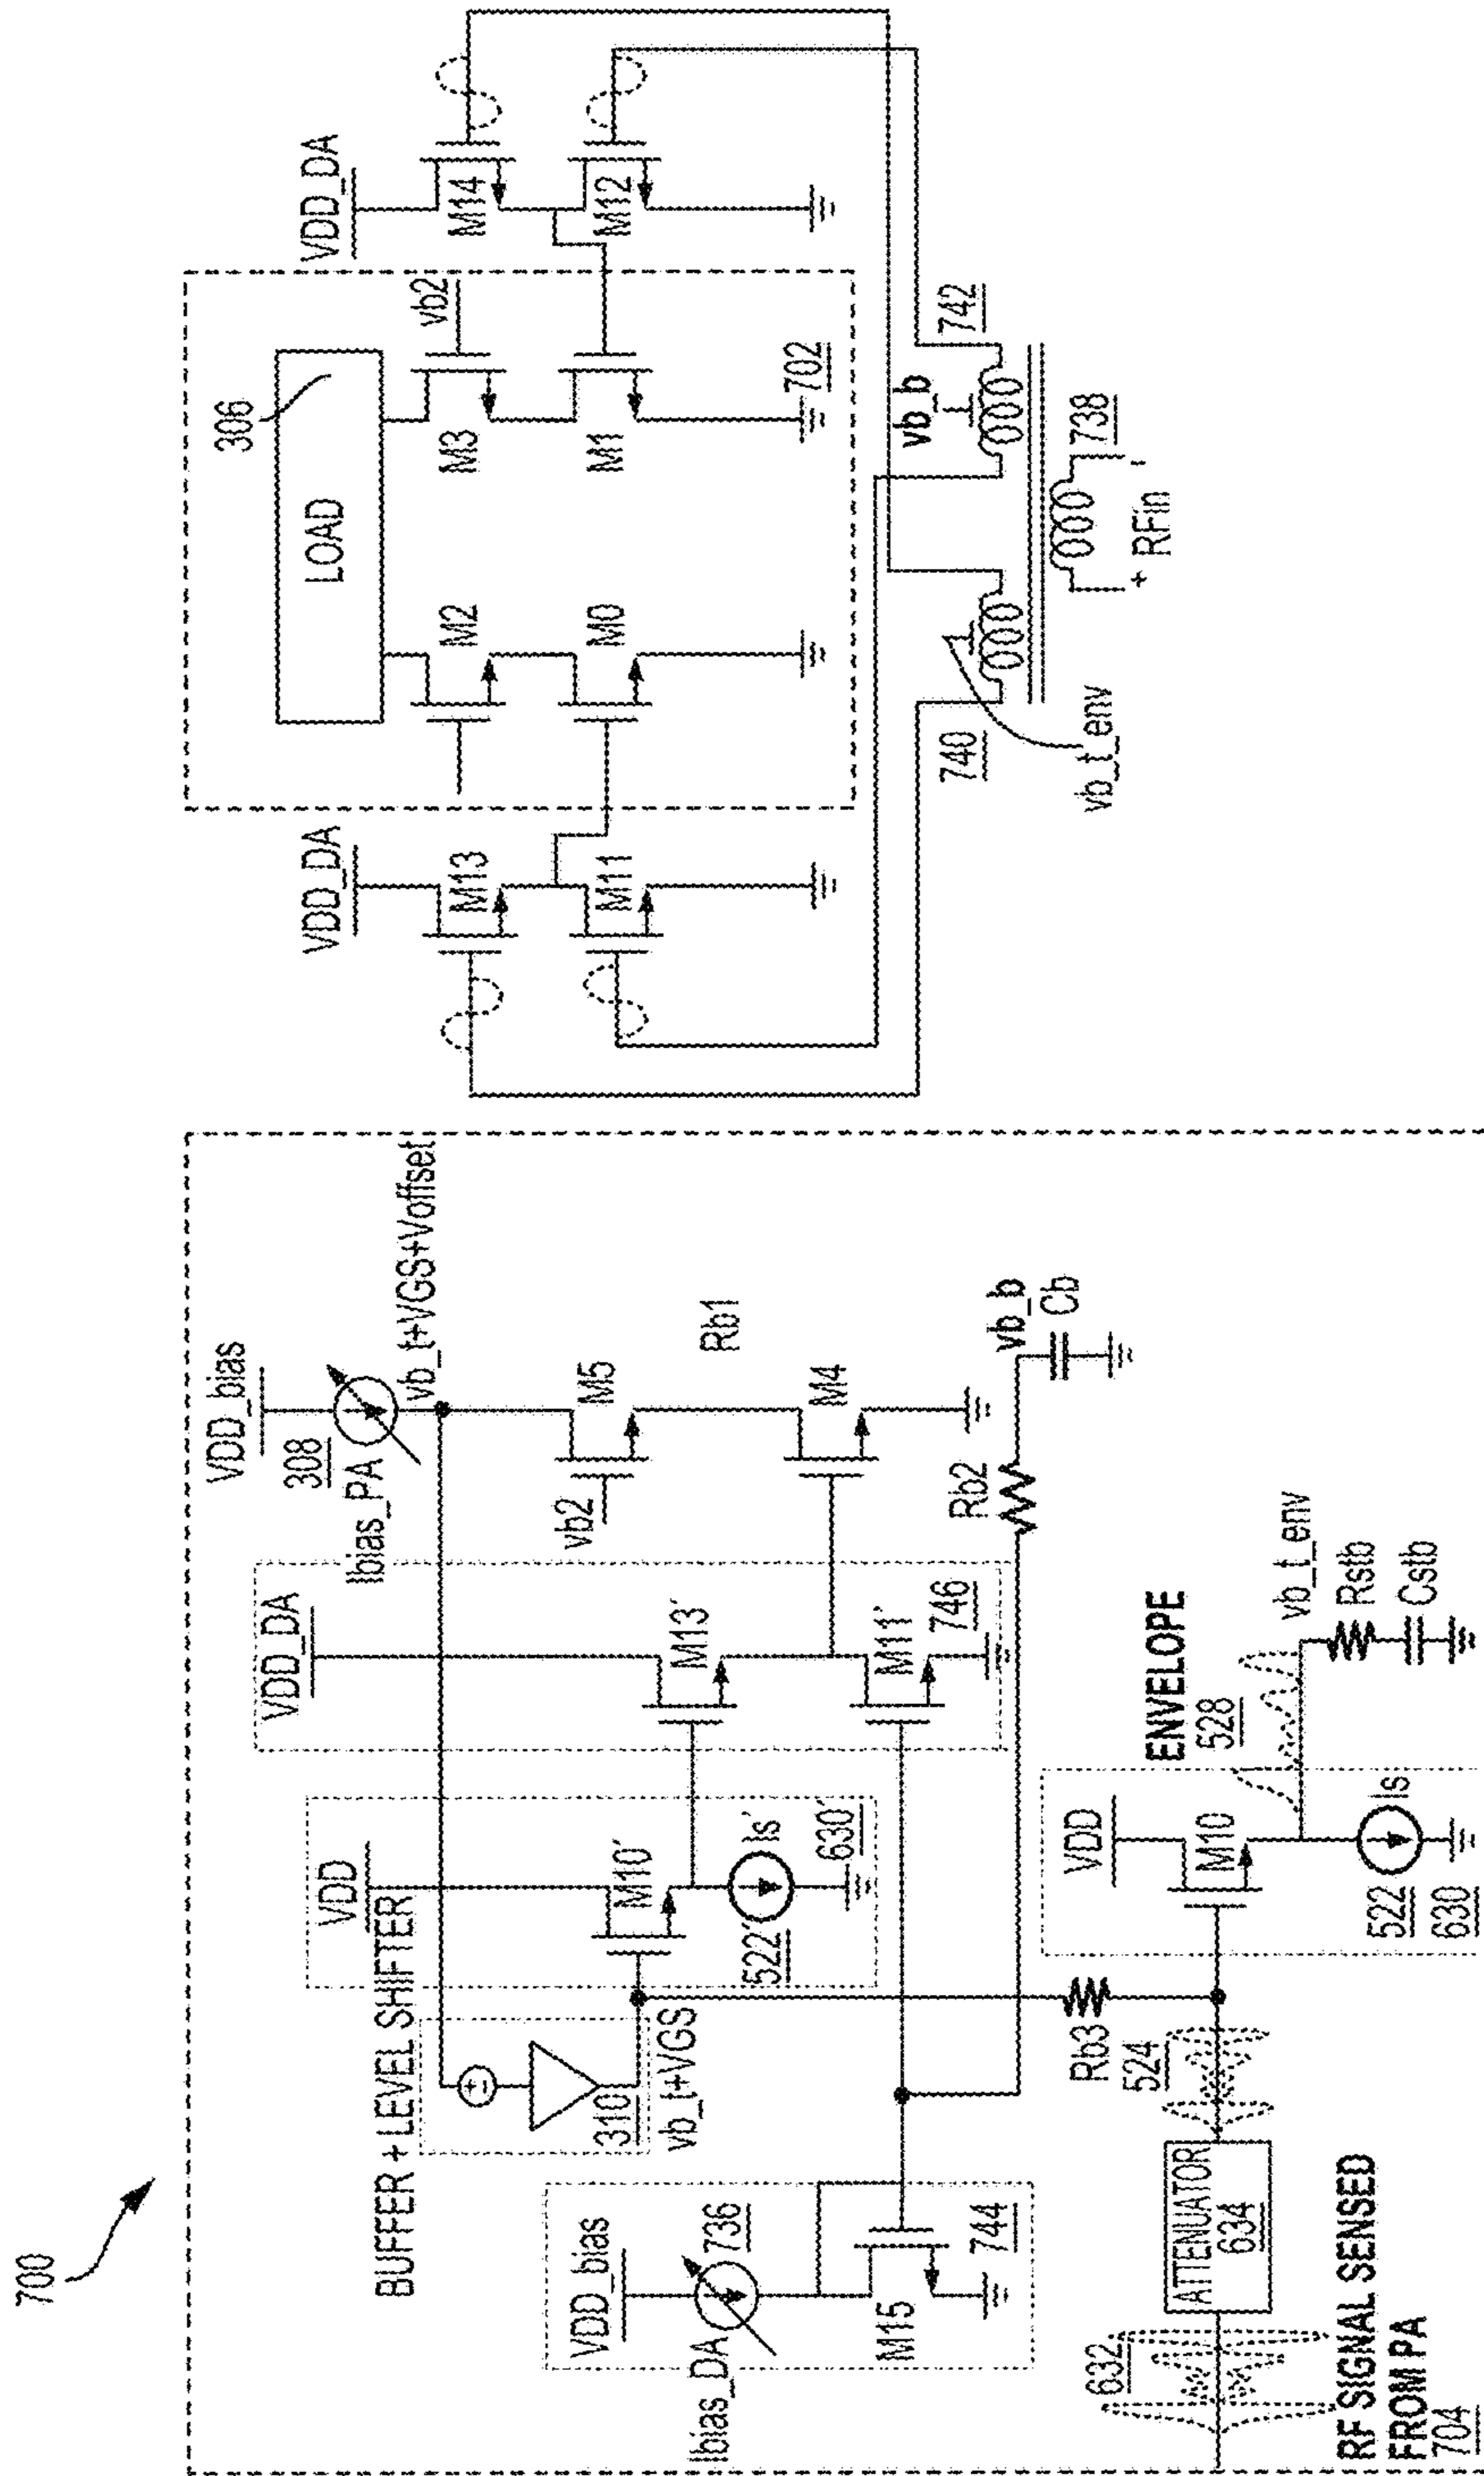 700
BUFFER + LEVEL SHIFTER
VDD_bias
308
Ibias_PA
vb_t+VGS+Voffset
VDD_DA
VDD
310
vb_t+VGS
M10'
522'
Is'
630'
M13'
M11'
746
vb2
M5
M4
Rb1
VDD_bias
736
Ibias_DA
M15
744
Rb2
vb_b
Cb
Rb3
524
632
ATTENUATOR
634
RF SIGNAL SENSED
FROM PA
704
VDD
M10
522
Is
630
ENVELOPE
528
vb_t_env
Rstb
Cstb
VDD_DA
M13
M11
306
LOAD
M2
M0
M3
M1
vb2
702
VDD_DA
M14
M12
740
vb_t_env
vb_b
742
738
+ RFin -